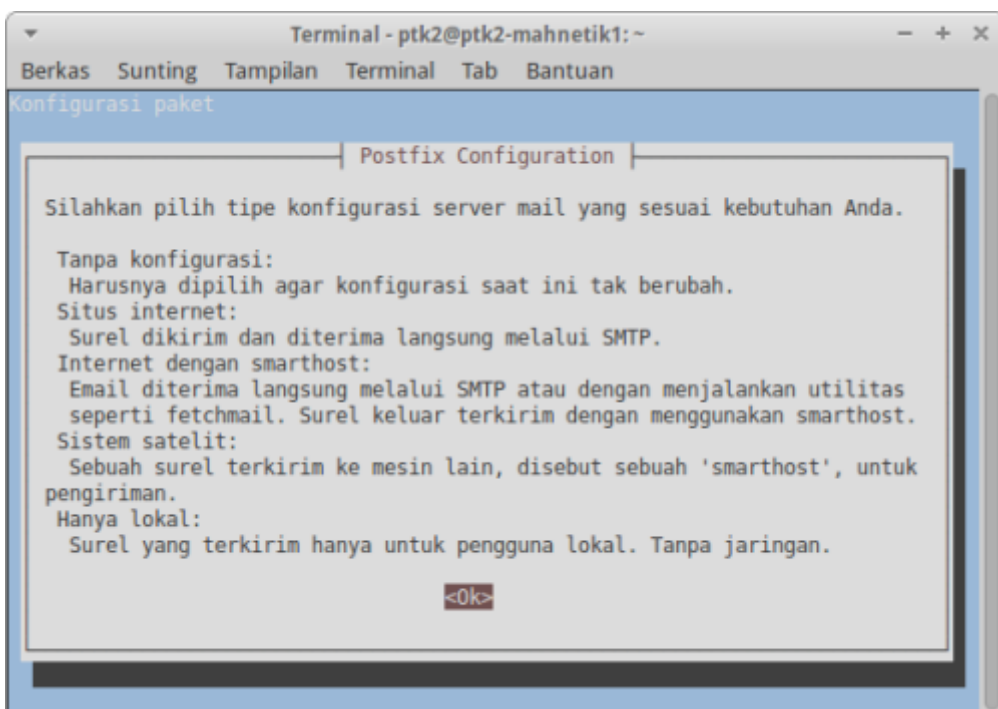 Terminal - ptk2@ptk2-mahnetik1: ~
Berkas Sunting Tampilan Terminal Tab Bantuan
Konfigurasi paket
Postfix Configuration
Silahkan pilih tipe konfigurasi server mail yang sesuai kebutuhan Anda.
Tanpa konfigurasi:
Harusnya dipilih agar konfigurasi saat ini tak berubah.
Situs internet:
Surel dikirim dan diterima langsung melalui SMTP.
Internet dengan smarthost:
Email diterima langsung melalui SMTP atau dengan menjalankan utilitas
seperti fetchmail. Surel keluar terkirim dengan menggunakan smarthost.
Sistem satelit:
Sebuah surel terkirim ke mesin lain, disebut sebuah 'smarthost', untuk
pengiriman.
Hanya lokal:
Surel yang terkirim hanya untuk pengguna lokal. Tanpa jaringan.
<Ok>